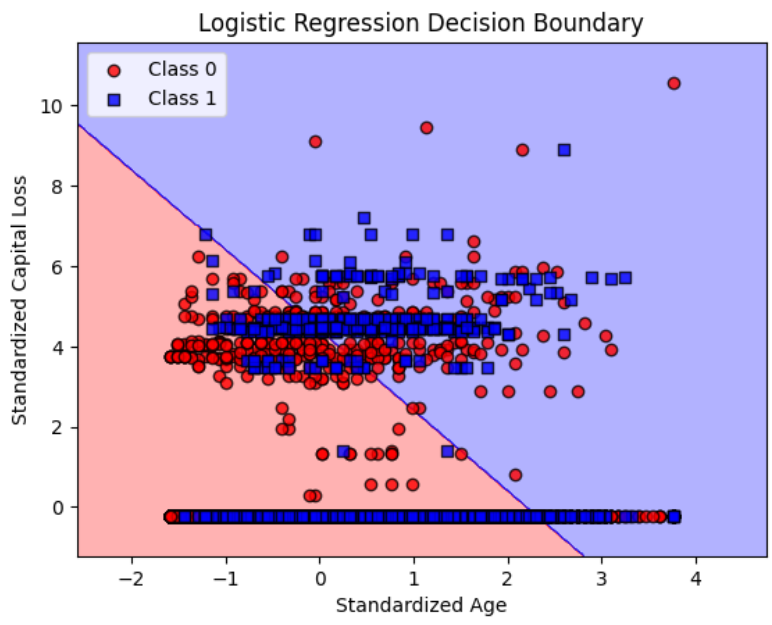 Logistic Regression Decision Boundary
Class 0
Class 1
Standardized Capital Loss
10
8
6
4
2
0
−2
−1
0
1
2
3
4
Standardized Age